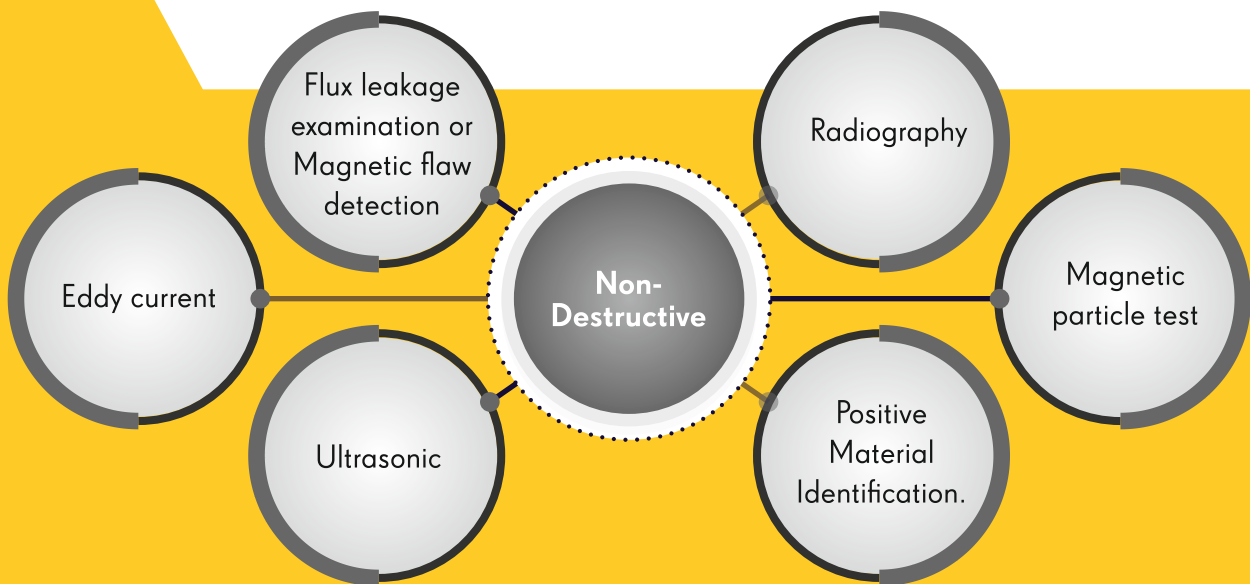 Flux leakage
examination or
Magnetic flaw
detection
Radiography
Eddy current
Non-
Destructive
Magnetic
particle test
Ultrasonic
Positive
Material
Identification.